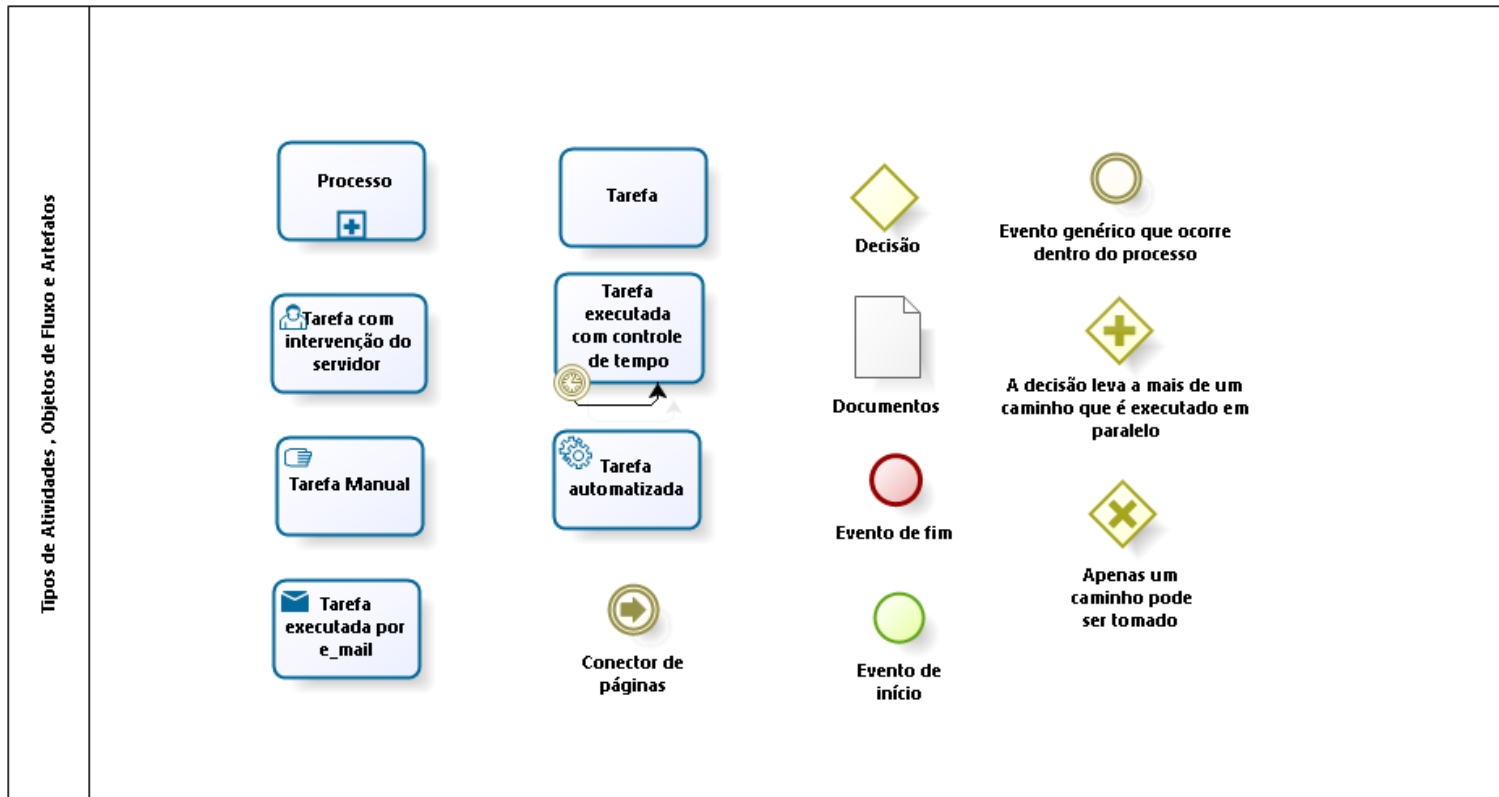 Tipos de Atividades , Objetos de Fluxo e Artefatos
Processo
Tarefa
Decisão
Evento genérico que ocorre
dentro do processo
Tarefa com
intervenção do
servidor
Tarefa
executada
com controle
de tempo
Documentos
A decisão leva a mais de um
caminho que é executado em
paralelo
Tarefa Manual
Tarefa
automatizada
Evento de fim
Apenas um
caminho pode
ser tomado
Tarefa
executada por
e_mail
Conector de
páginas
Evento de
início